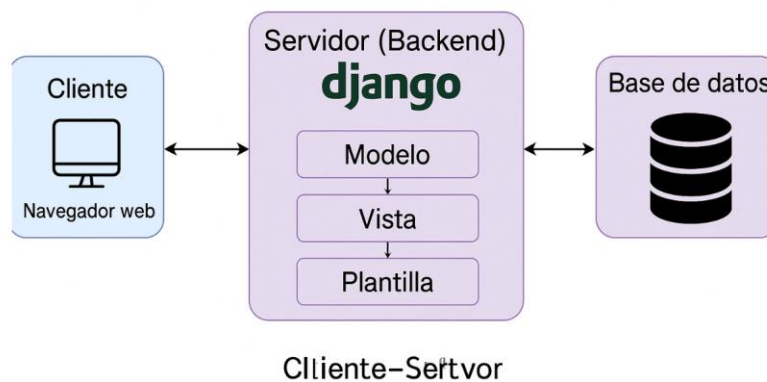 Cliente
Navegador web
Servidor (Backend)
django
Modelo
Vista
Plantilla
Base de datos